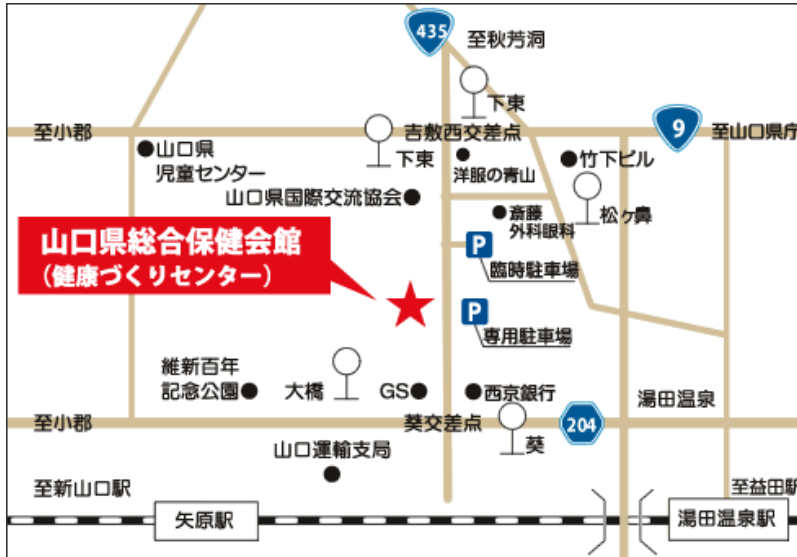 435
至秋芳洞
下東
至小郡
吉敷西交差点
9
至山口県庁
山口県
児童センター
下東
洋服の青山
竹下ビル
山口県国際交流協会
斎藤
外科眼科
松ヶ鼻
山口県総合保健会館
(健康づくりセンター)
P
臨時駐車場
P
専用駐車場
維新百年
記念公園
大橋
GS
西京銀行
湯田温泉
至小郡
葵交差点
葵
204
山口運輸支局
至新山口駅
至益田駅
矢原駅
湯田温泉駅